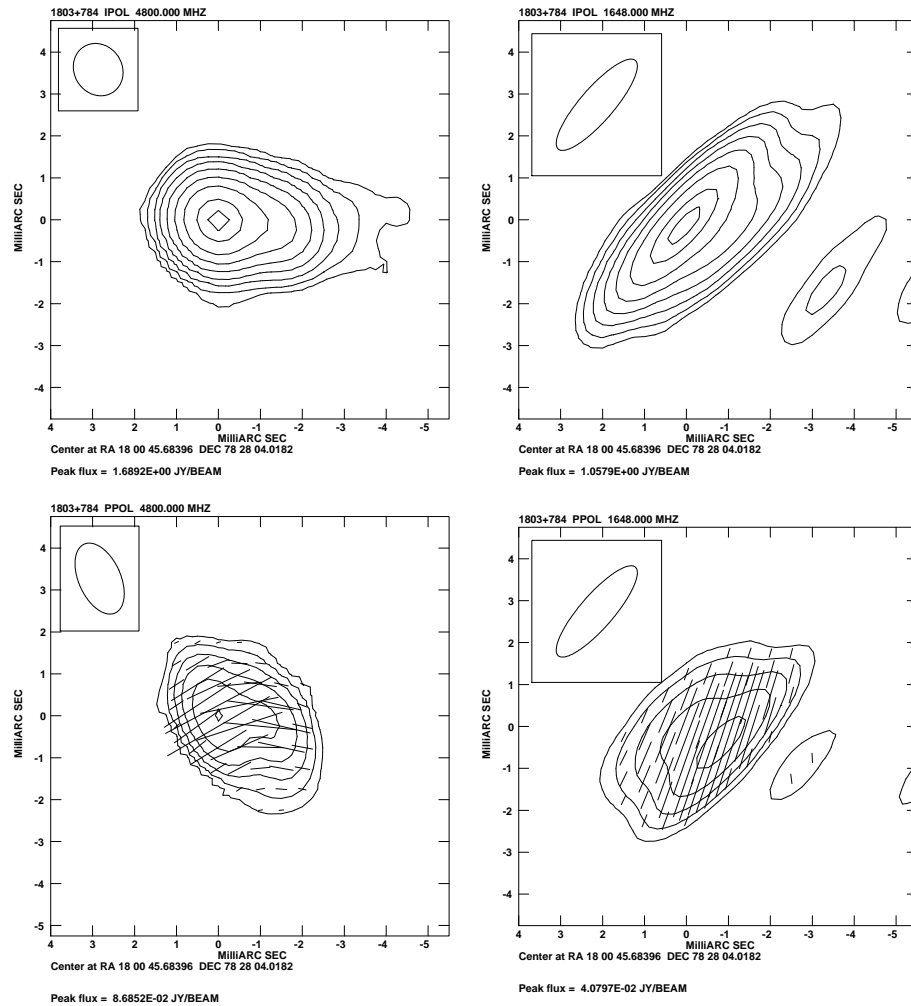 1803+784 IPOL 4800.000 MHZ
MilliARC SEC
4
3
2
1
0
-1
-2
-3
-4
4 3 2 1 0 -1 -2 -3 -4 -5
MilliARC SEC
Center at RA 18 00 45.68396 DEC 78 28 04.0182
Peak flux = 1.6892E+00 JY/BEAM
1803+784 IPOL 1648.000 MHZ
MilliARC SEC
4
3
2
1
0
-1
-2
-3
-4
4 3 2 1 0 -1 -2 -3 -4 -5
MilliARC SEC
Center at RA 18 00 45.68396 DEC 78 28 04.0182
Peak flux = 1.0579E+00 JY/BEAM
1803+784 PPOL 4800.000 MHZ
MilliARC SEC
4
3
2
1
0
-1
-2
-3
-4
-5
4 3 2 1 0 -1 -2 -3 -4 -5
MilliARC SEC
Center at RA 18 00 45.68396 DEC 78 28 04.0182
Peak flux = 8.6852E-02 JY/BEAM
1803+784 PPOL 1648.000 MHZ
MilliARC SEC
4
3
2
1
0
-1
-2
-3
-4
4 3 2 1 0 -1 -2 -3 -4 -5
MilliARC SEC
Center at RA 18 00 45.68396 DEC 78 28 04.0182
Peak flux = 4.0797E-02 JY/BEAM